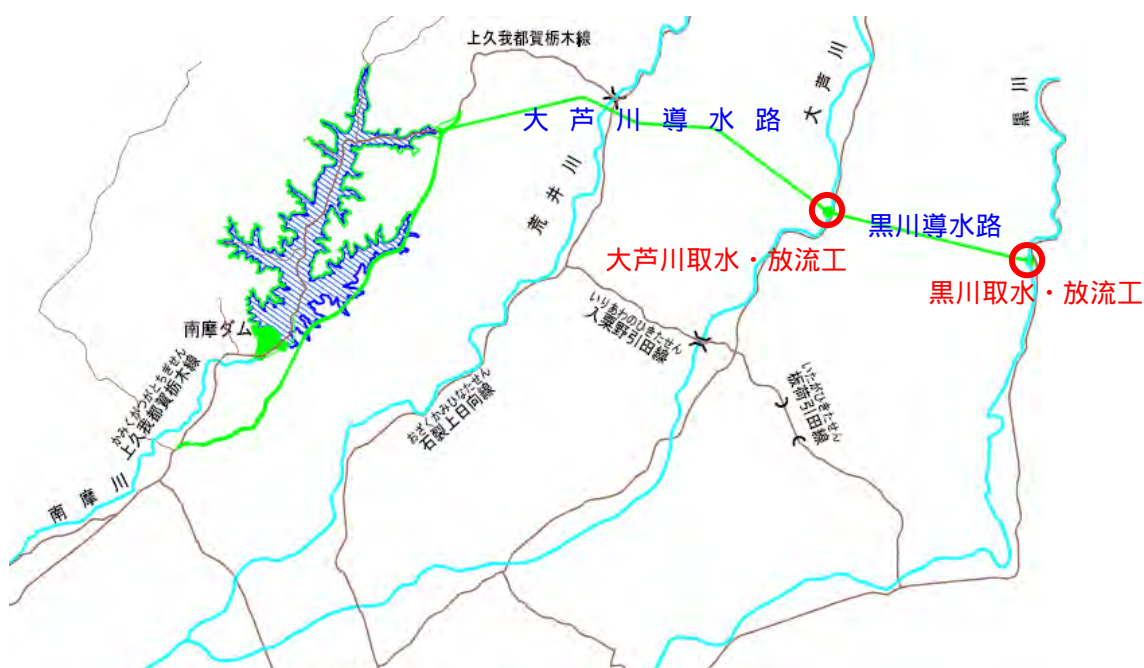 上久我都賀栃木線
大芦川
黒川
大芦川導水路
荒井川
黒川導水路
大芦川取水・放流工
黒川取水・放流工
南摩ダム
いりあわのひきたせん
入粟野引田線
いたがひきたせん
板荷引田線
かみくがつがとちぎせん
上久我都賀栃木線
おざくかみひなたせん
石裂上日向線
南摩川